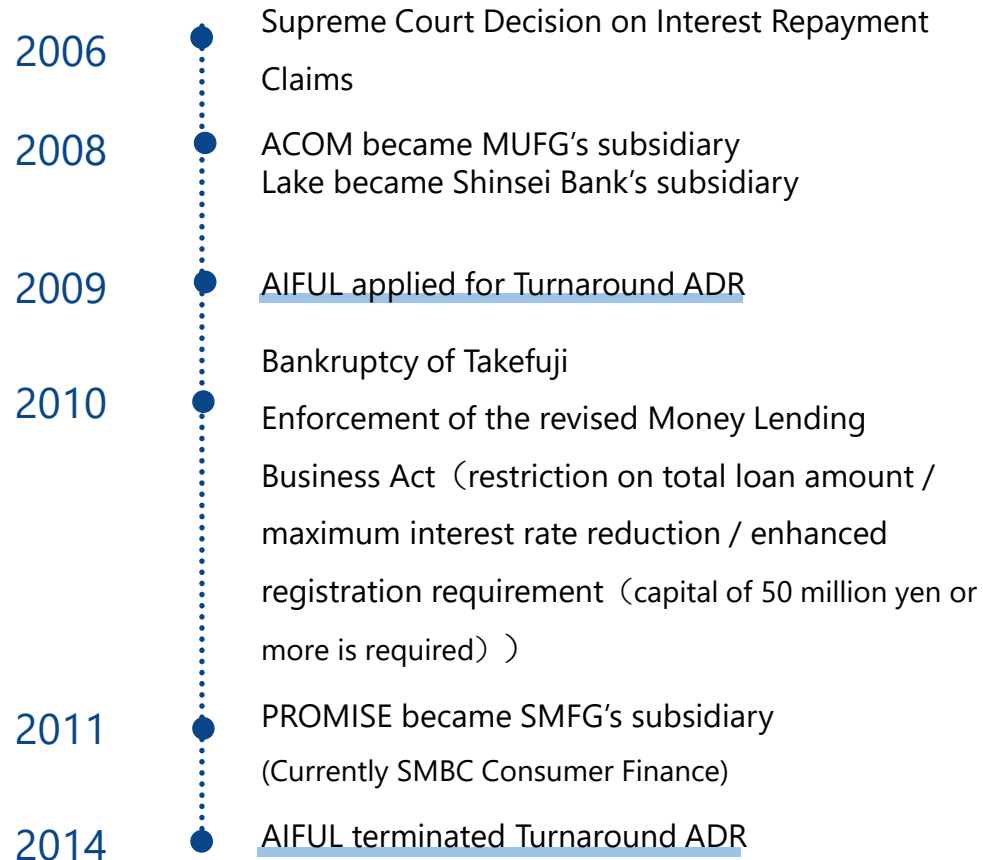 2006
Supreme Court Decision on Interest Repayment
Claims
2008
ACOM became MUFG’s subsidiary
Lake became Shinsei Bank’s subsidiary
2009
AIFUL applied for Turnaround ADR
2010
Bankruptcy of Takefuji
Enforcement of the revised Money Lending
Business Act（restriction on total loan amount /
maximum interest rate reduction / enhanced
registration requirement（capital of 50 million yen or
more is required））
2011
PROMISE became SMFG’s subsidiary
(Currently SMBC Consumer Finance)
2014
AIFUL terminated Turnaround ADR